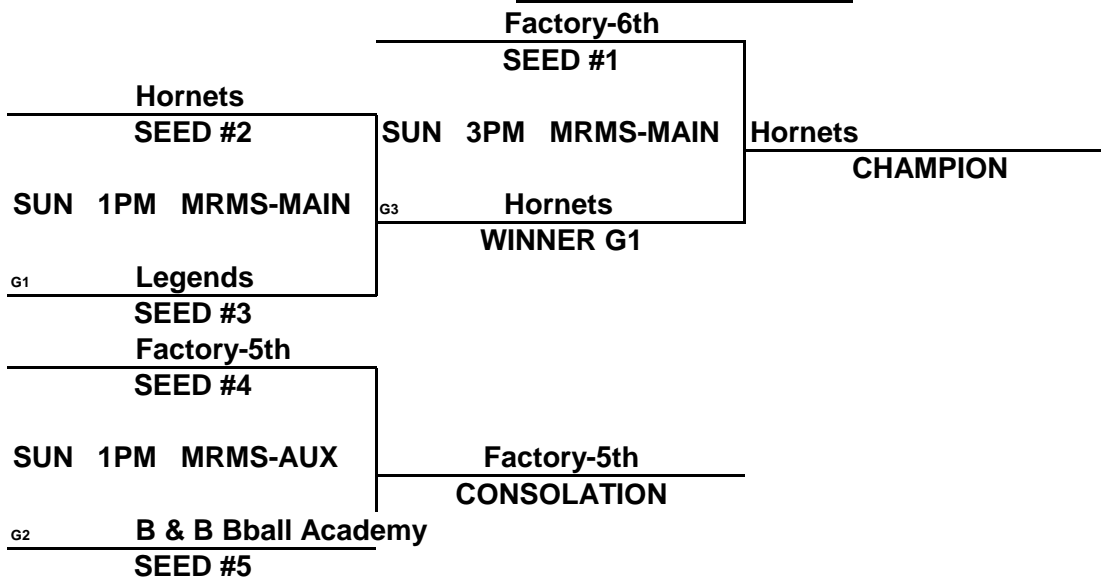 Factory-6th
SEED #1
Hornets
SEED #2
SUN 3PM MRMS-MAIN
Hornets
CHAMPION
SUN 1PM MRMS-MAIN
G3 Hornets
WINNER G1
G1 Legends
SEED #3
Factory-5th
SEED #4
SUN 1PM MRMS-AUX
Factory-5th
CONSOLATION
G2 B & B Bball Academy
SEED #5